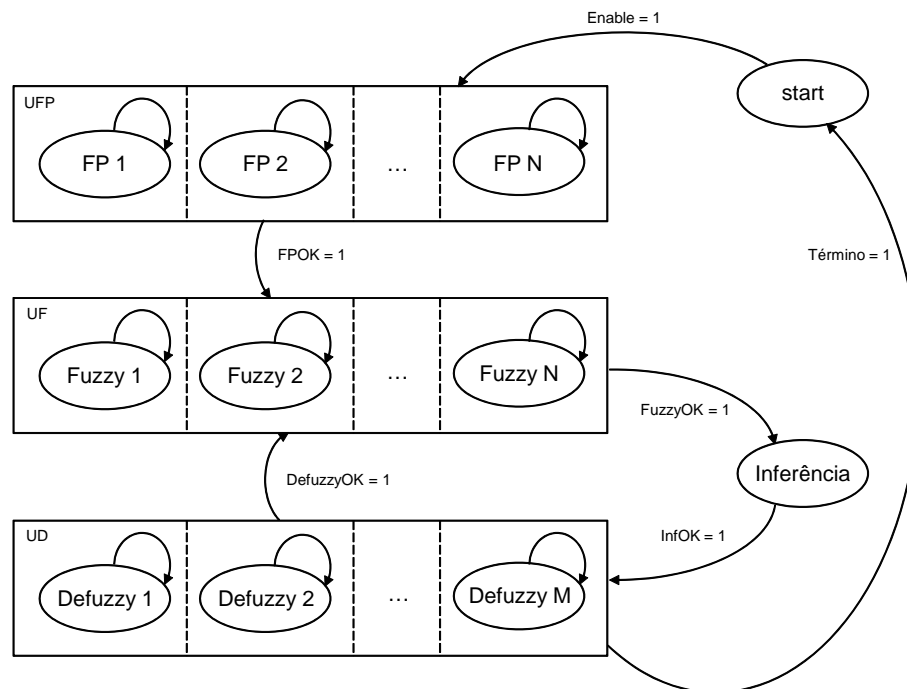 Enable = 1
start
UFP
FP 1
FP 2
...
FP N
FPOK = 1
Término = 1
UF
Fuzzy 1
Fuzzy 2
...
Fuzzy N
FuzzyOK = 1
DefuzzyOK = 1
Inferência
InfOK = 1
UD
Defuzzy 1
Defuzzy 2
...
Defuzzy M